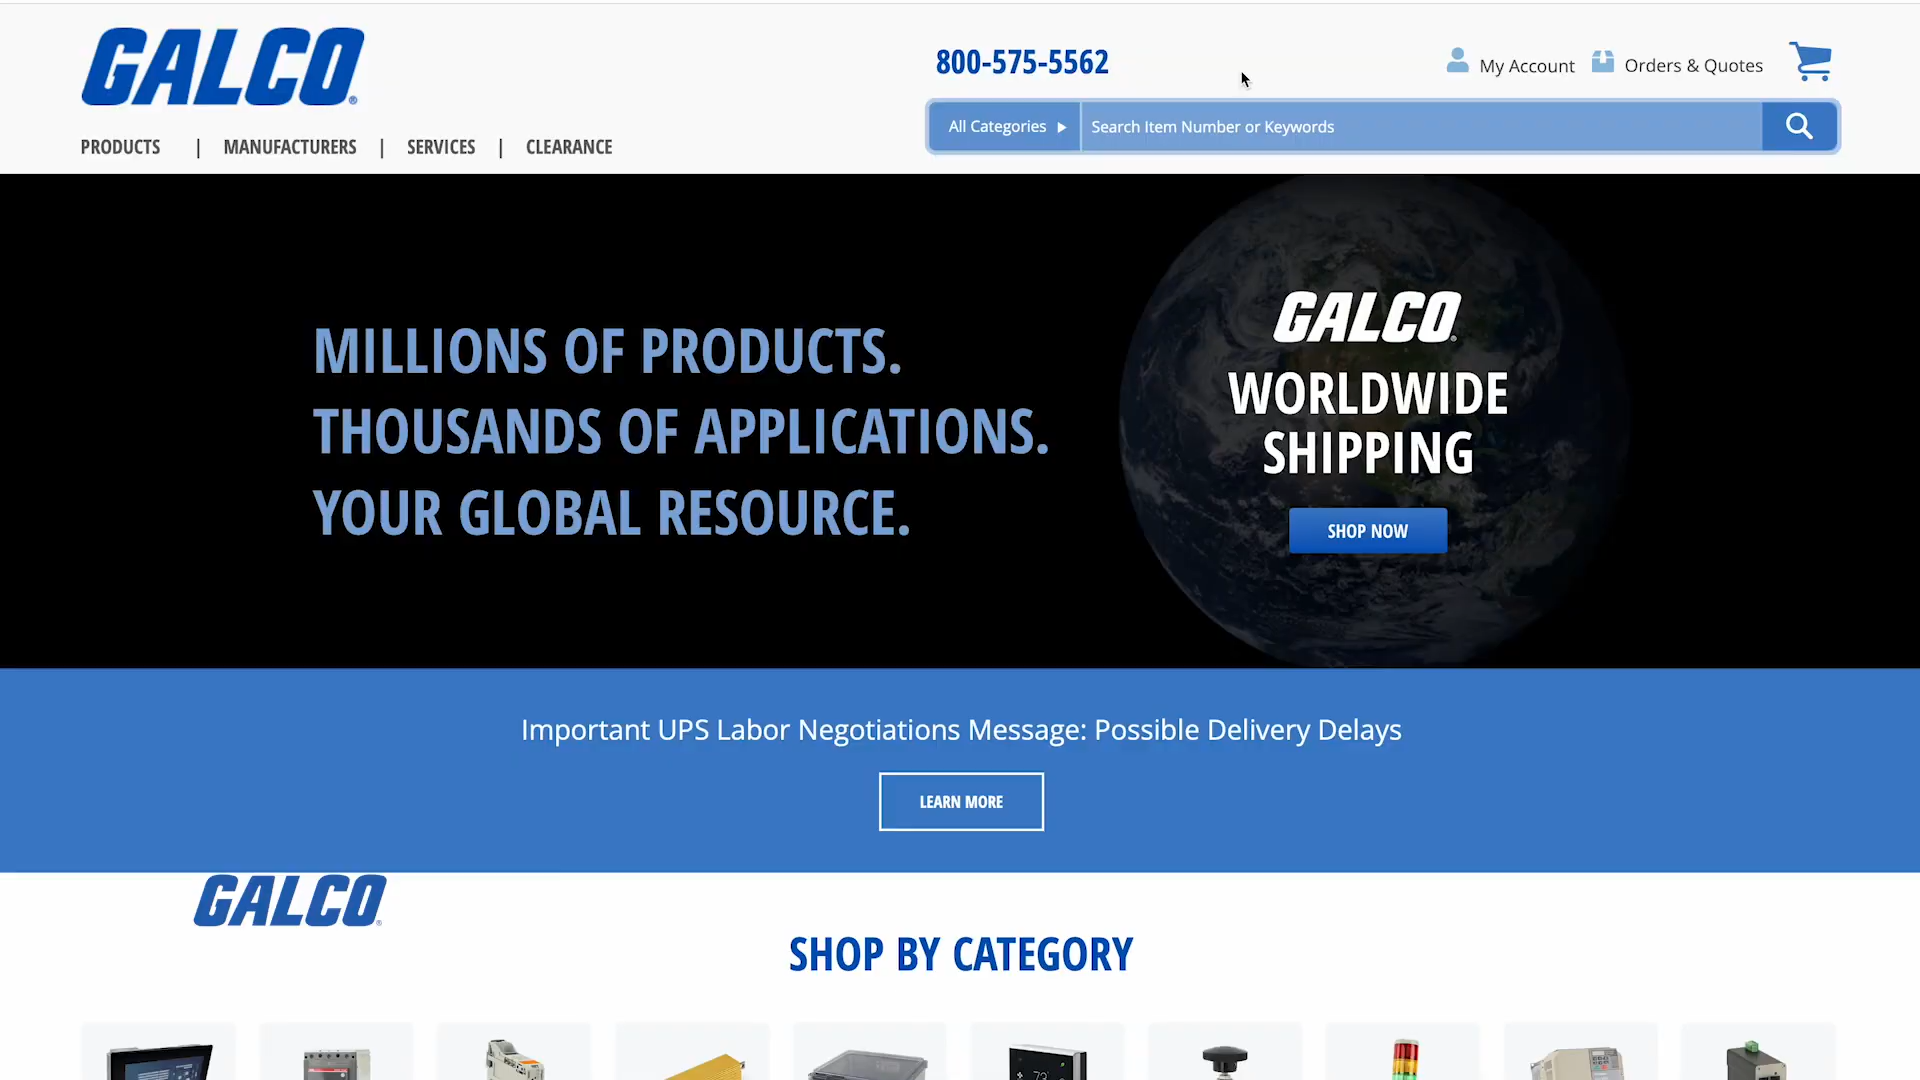 GALCO
800-575-5562
My Account
Orders & Quotes
All Categories
Search Item Number or Keywords
PRODUCTS | MANUFACTURERS | SERVICES | CLEARANCE
MILLIONS OF PRODUCTS.
THOUSANDS OF APPLICATIONS.
YOUR GLOBAL RESOURCE.
GALCO
WORLDWIDE
SHIPPING
SHOP NOW
Important UPS Labor Negotiations Message: Possible Delivery Delays
LEARN MORE
GALCO
SHOP BY CATEGORY